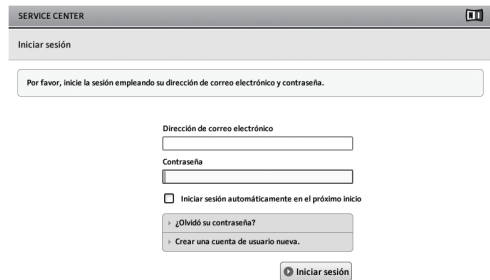 SERVICE CENTER
Iniciar sesión
Por favor, inicie la sesión empleando su dirección de correo electrónico y contraseña.
Dirección de correo electrónico
Contraseña
Iniciar sesión automáticamente en el próximo inicio
¿Olvidó su contraseña?
Crear una cuenta de usuario nueva.
Iniciar sesión